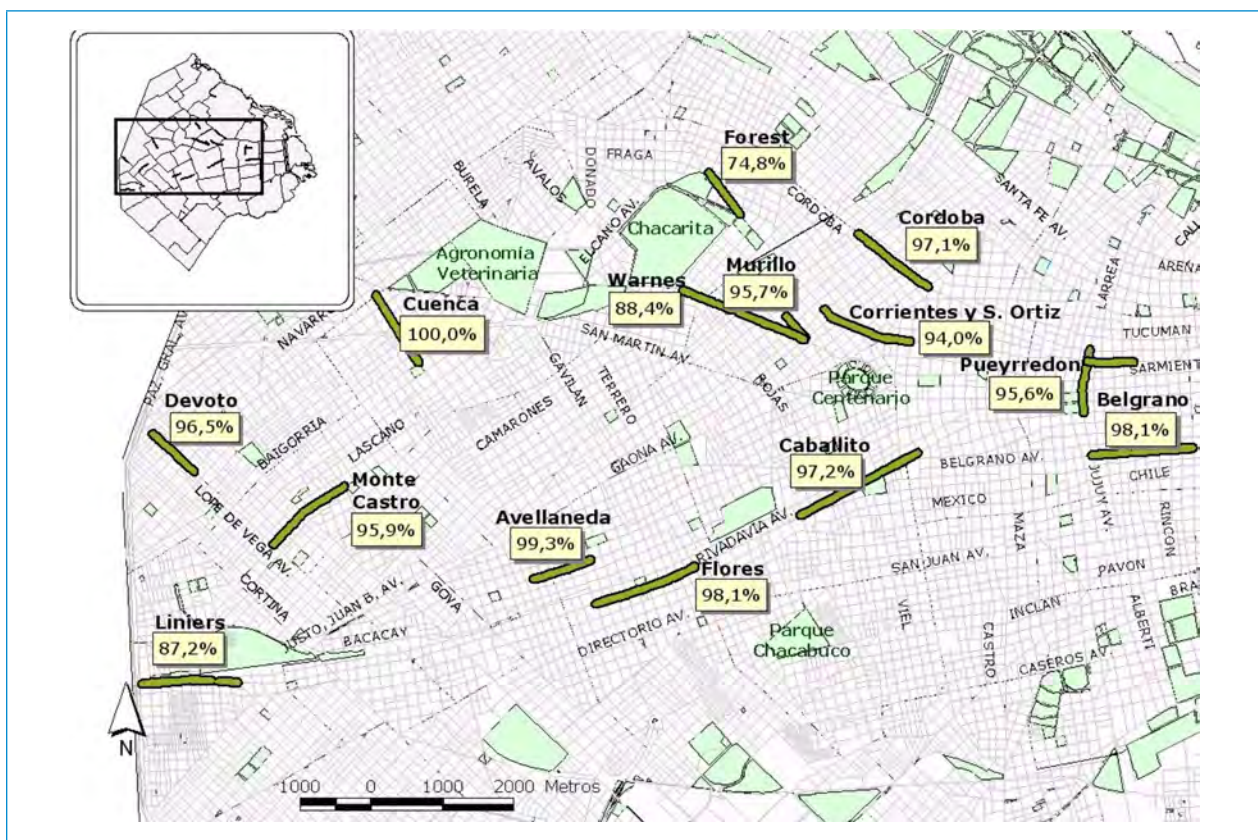 Forest
74,8%
FRAGA
DONADO
AVALOS
BURELA
ELCANO AV.
CORDOBA
SANTA FE AV.
LARREA
Cordoba
97,1%
Chacarita
Agronomía
Veterinaria
Murillo
95,7%
Warnes
88,4%
Cuenca
100,0%
Corrientes y S. Ortiz
94,0%
TUCUMAN
SAN MARTIN AV.
PAZ, GRAL AV.
GAVILAN
TERRERO
ROJAS
Parque
Centenario
Pueyrredon
95,6%
Belgrano
98,1%
Devoto
96,5%
BAIGORRIA
LASCANO
CAMARONES
GAONA AV.
Caballito
97,2%
BELGRANO AV.
CHILE
JUJUY AV.
RINCON
MEXICO
MAZA
LOPE DE VEGA AV.
Monte
Castro
95,9%
Avellaneda
99,3%
RIVADAVIA AV.
SAN JUAN AV.
PAVON
Flores
98,1%
CORTINA
JUSTO, JUAN B. AV.
GOYA
BACACAY
DIRECTORIO AV.
VIEL
INCLAN
ALBERTI
CASTRO
CASEROS AV.
Liniers
87,2%
Parque
Chacabuco
N
1000 0 1000 2000 Metros